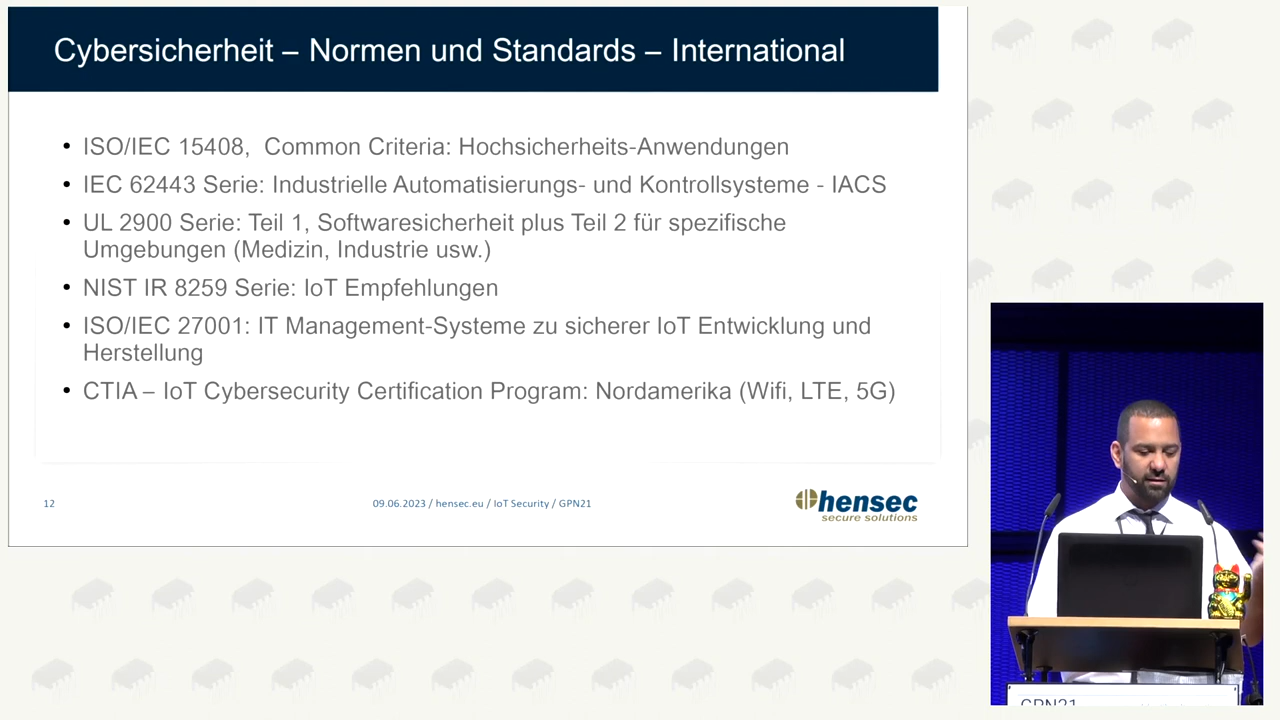 Cybersicherheit – Normen und Standards – International
• ISO/IEC 15408,  Common Criteria: Hochsicherheits-Anwendungen
• IEC 62443 Serie: Industrielle Automatisierungs- und Kontrollsysteme - IACS
• UL 2900 Serie: Teil 1, Softwaresicherheit plus Teil 2 für spezifische
Umgebungen (Medizin, Industrie usw.)
• NIST IR 8259 Serie: IoT Empfehlungen
• ISO/IEC 27001: IT Management-Systeme zu sicherer IoT Entwicklung und
Herstellung
• CTIA – IoT Cybersecurity Certification Program: Nordamerika (Wifi, LTE, 5G)
12
09.06.2023 / hensec.eu / IoT Security / GPN21
hensec
secure solutions
GPN21